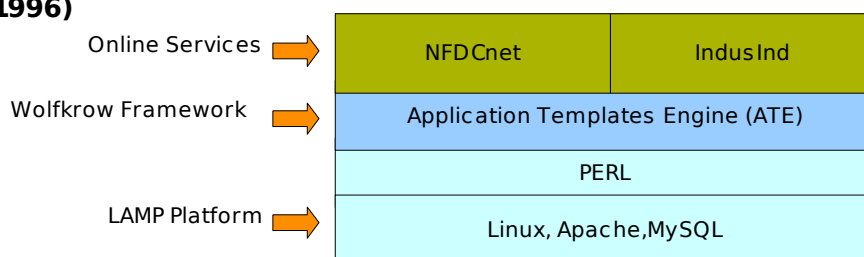 1996)
Online Services
NFDCnet
IndusInd
Wolfkrow Framework
Application Templates Engine (ATE)
PERL
LAMP Platform
Linux, Apache,MySQL